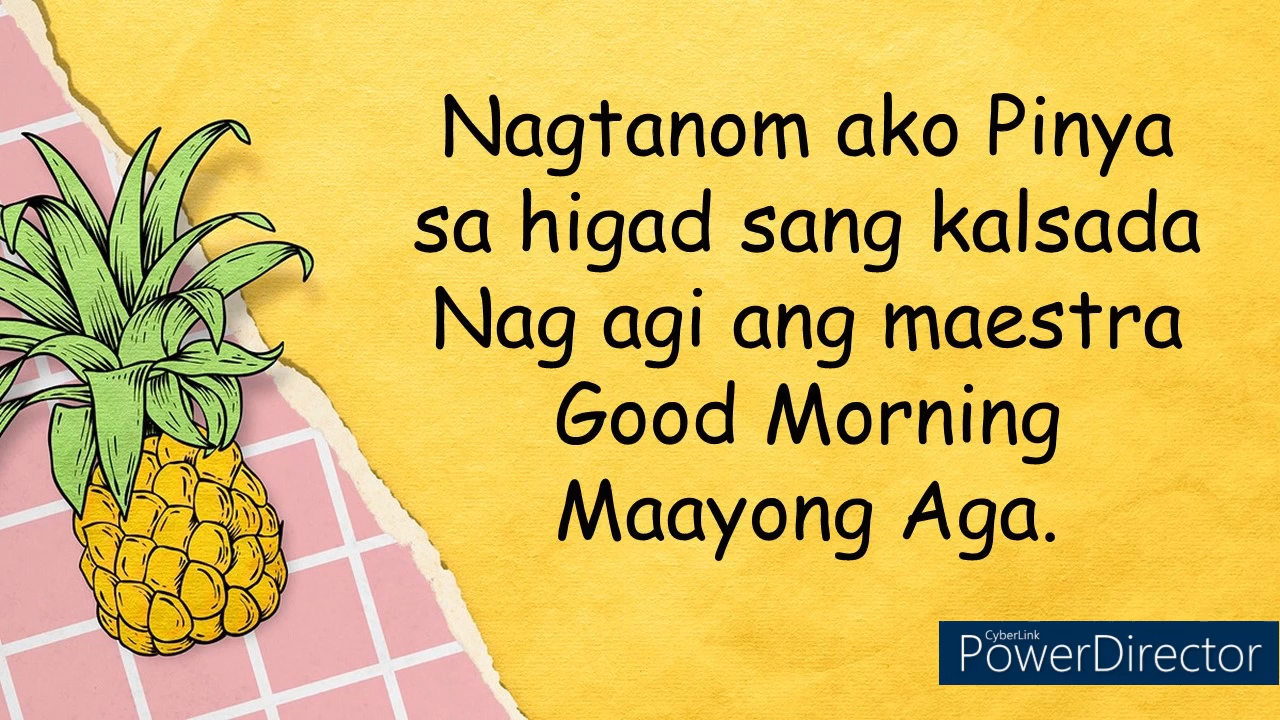 Nagtanom ako Pinya
sa higad sang kalsada
Nag agi ang maestra
Good Morning
Maayong Aga.
CyberLink
PowerDirector